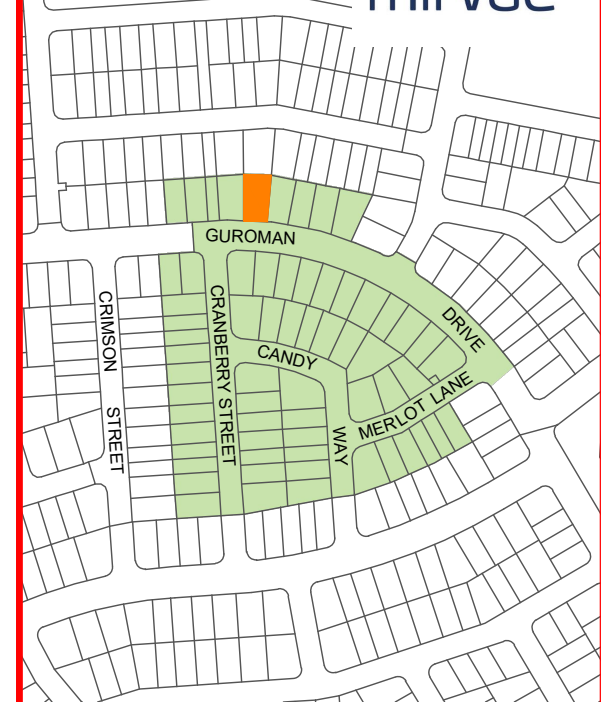 GUROMAN
DRIVE
CRIMSON
STREET
CRANBERRY STREET
CANDY
WAY
MERLOT LANE